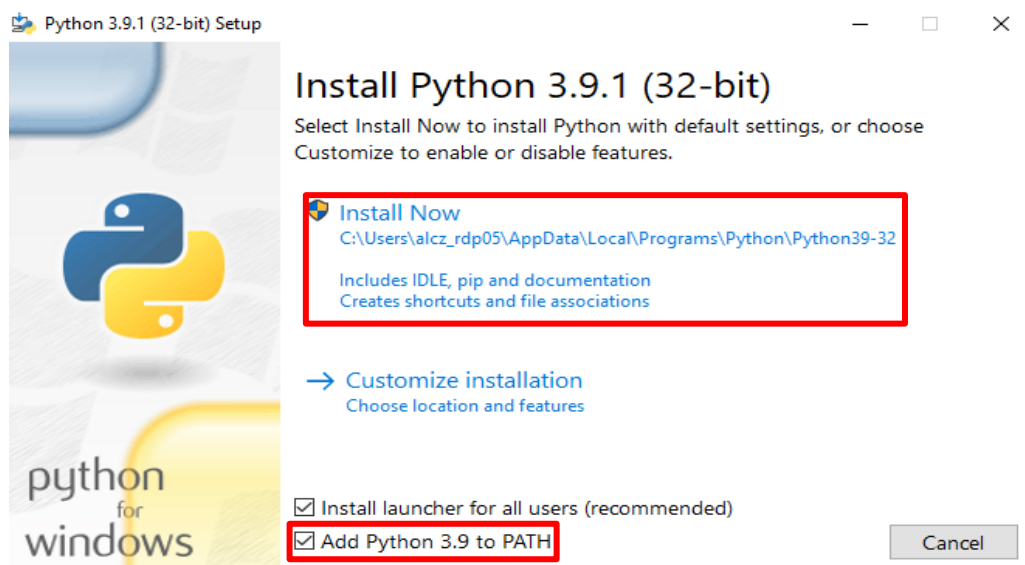 Python 3.9.1 (32-bit) Setup
Install Python 3.9.1 (32-bit)
Select Install Now to install Python with default settings, or choose
Customize to enable or disable features.
Install Now
C:\Users\alcz_rdp05\AppData\Local\Programs\Python\Python39-32
Includes IDLE, pip and documentation
Creates shortcuts and file associations
Customize installation
Choose location and features
python
for
windows
Install launcher for all users (recommended)
Add Python 3.9 to PATH
Cancel